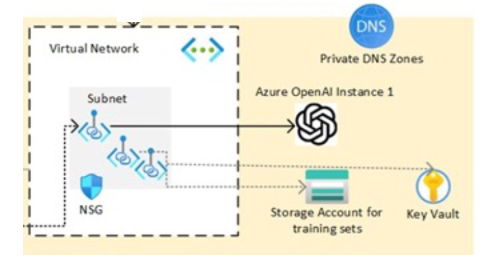 DNS
Virtual Network
Private DNS Zones
Subnet
Azure OpenAI Instance 1
NSG
Storage Account for
training sets
Key Vault